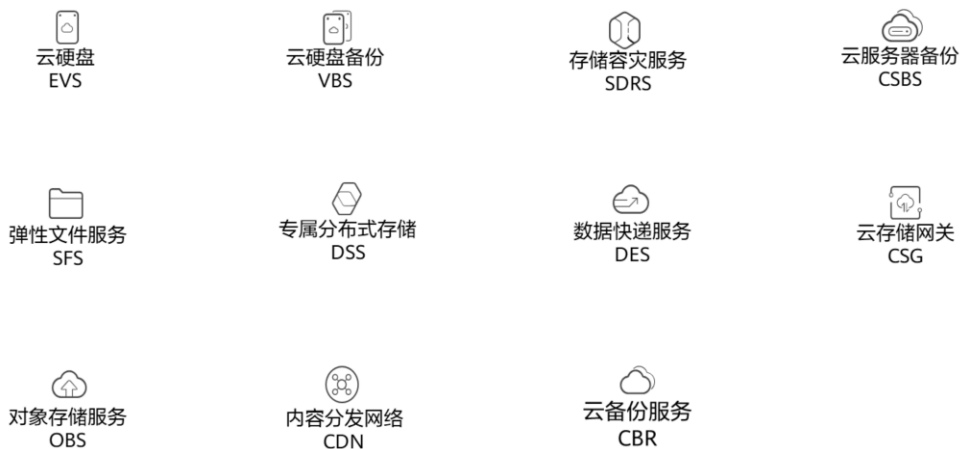 云硬盘
EVS
云硬盘备份
VBS
存储容灾服务
SDRS
云服务器备份
CSBS
弹性文件服务
SFS
专属分布式存储
DSS
数据快递服务
DES
云存储网关
CSG
对象存储服务
OBS
内容分发网络
CDN
云备份服务
CBR